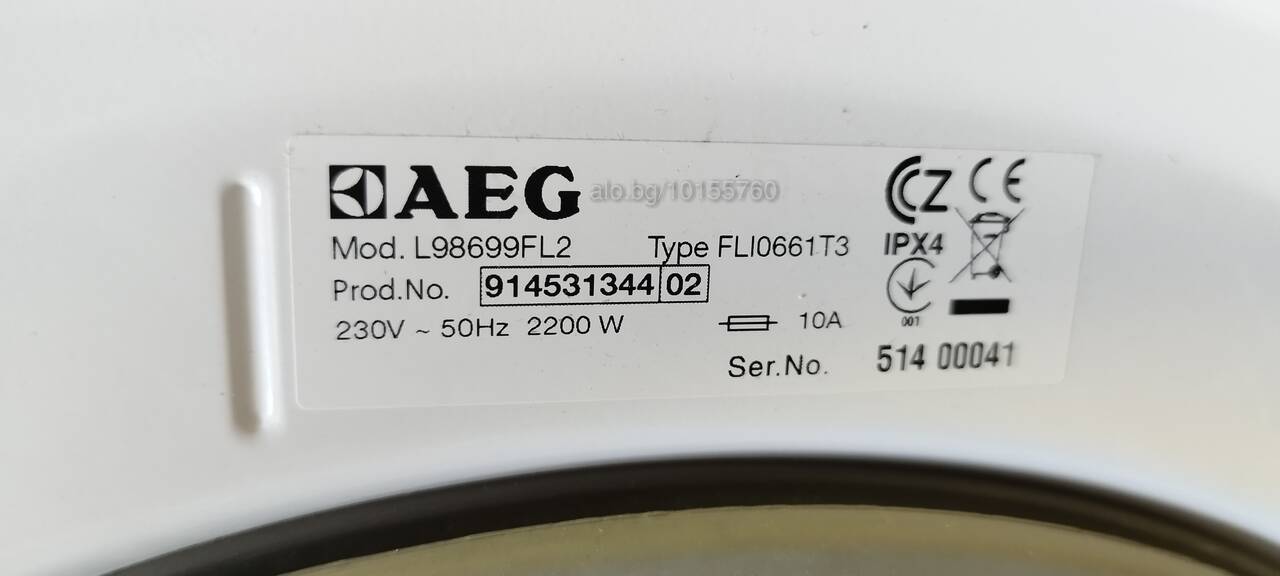 AEG
alo.bg/10155760
Mod. L98699FL2 Type FLI0661T3
Prod.No. 914531344 02
230V ~ 50Hz 2200 W 10A
Ser.No. 514 00041
CZ CE
IPX4
001